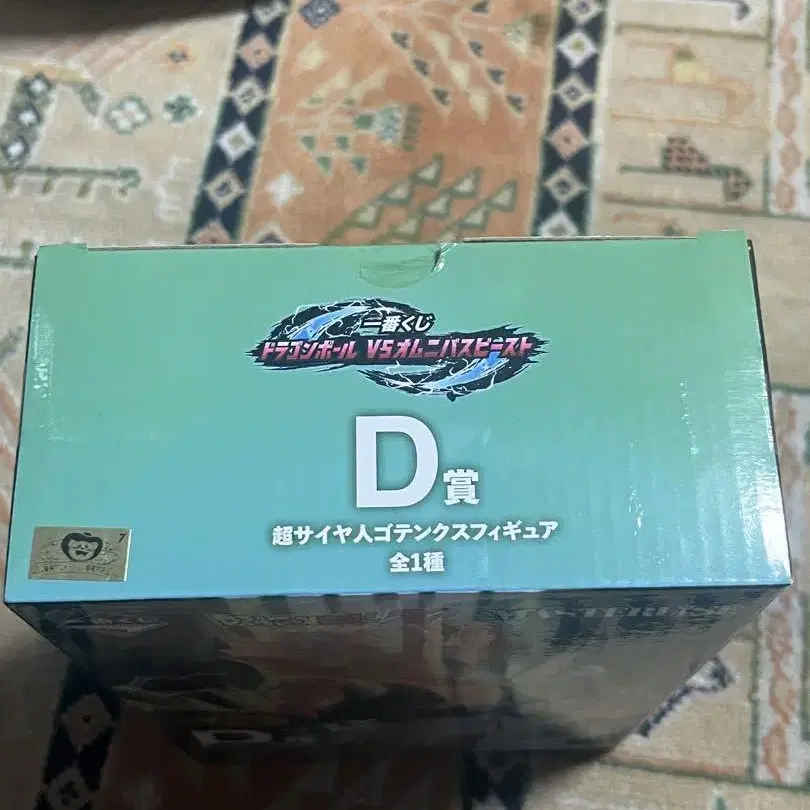 一番くじ
ドラゴンボール VSオムニバスビースト
D賞
超サイヤ人ゴテンクスフィギュア
全1種
7